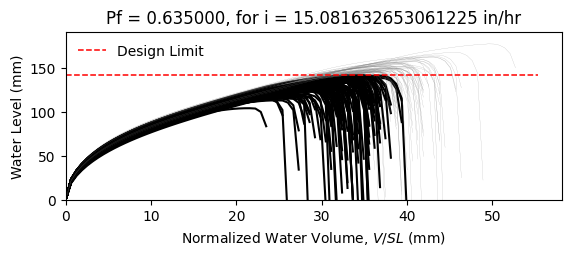 Pf = 0.635000, for i = 15.081632653061225 in/hr
Design Limit
Water Level (mm)
150
100
50
0
0 10 20 30 40 50
Normalized Water Volume, V/SL (mm)